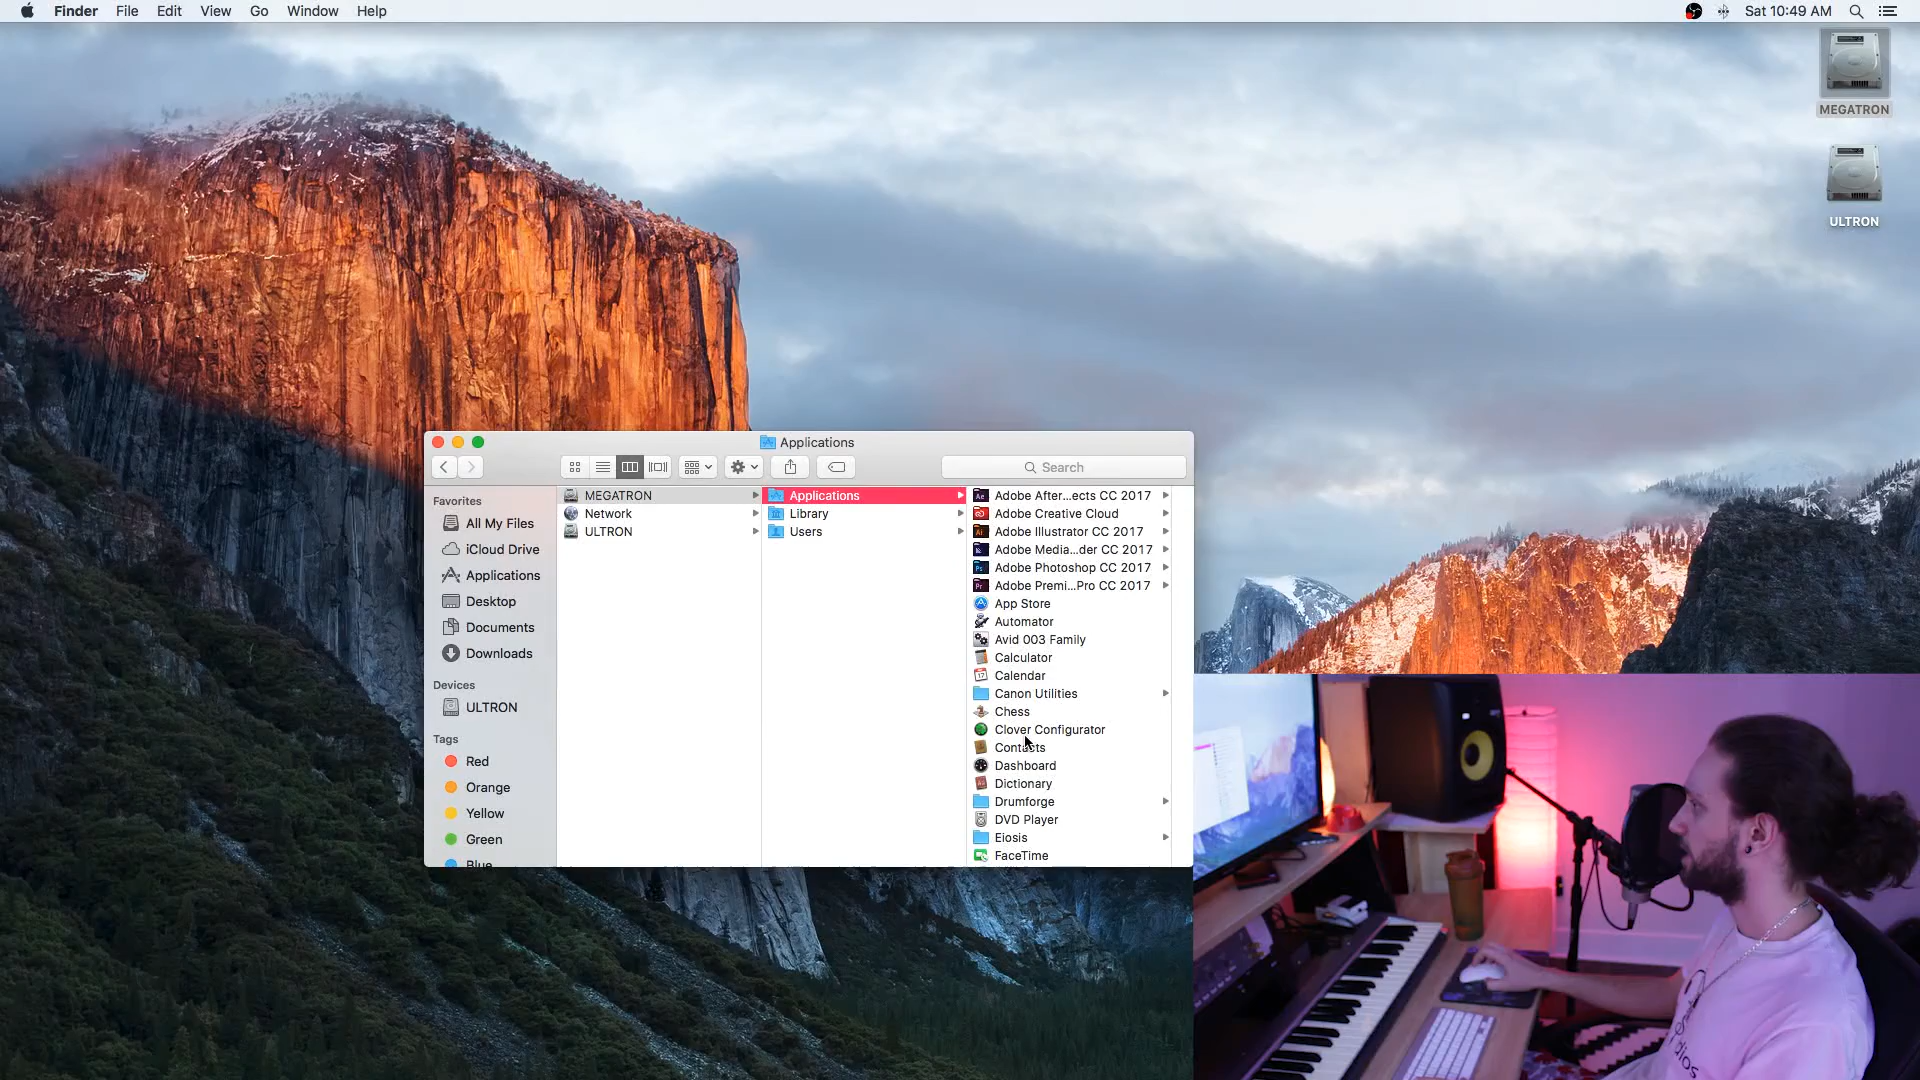 Finder File Edit View Go Window Help
Sat 10:49 AM
MEGATRON
ULTRON
Applications
Search
Favorites
All My Files
iCloud Drive
Applications
Desktop
Documents
Downloads
Devices
ULTRON
Tags
Red
Orange
Yellow
Green
Blue
MEGATRON
Network
ULTRON
Applications
Library
Users
Adobe After...ects CC 2017
Adobe Creative Cloud
Adobe Illustrator CC 2017
Adobe Media...der CC 2017
Adobe Photoshop CC 2017
Adobe Premi...Pro CC 2017
App Store
Automator
Avid 003 Family
Calculator
Calendar
Canon Utilities
Chess
Clover Configurator
Contacts
Dashboard
Dictionary
Drumforge
DVD Player
Eiosis
FaceTime